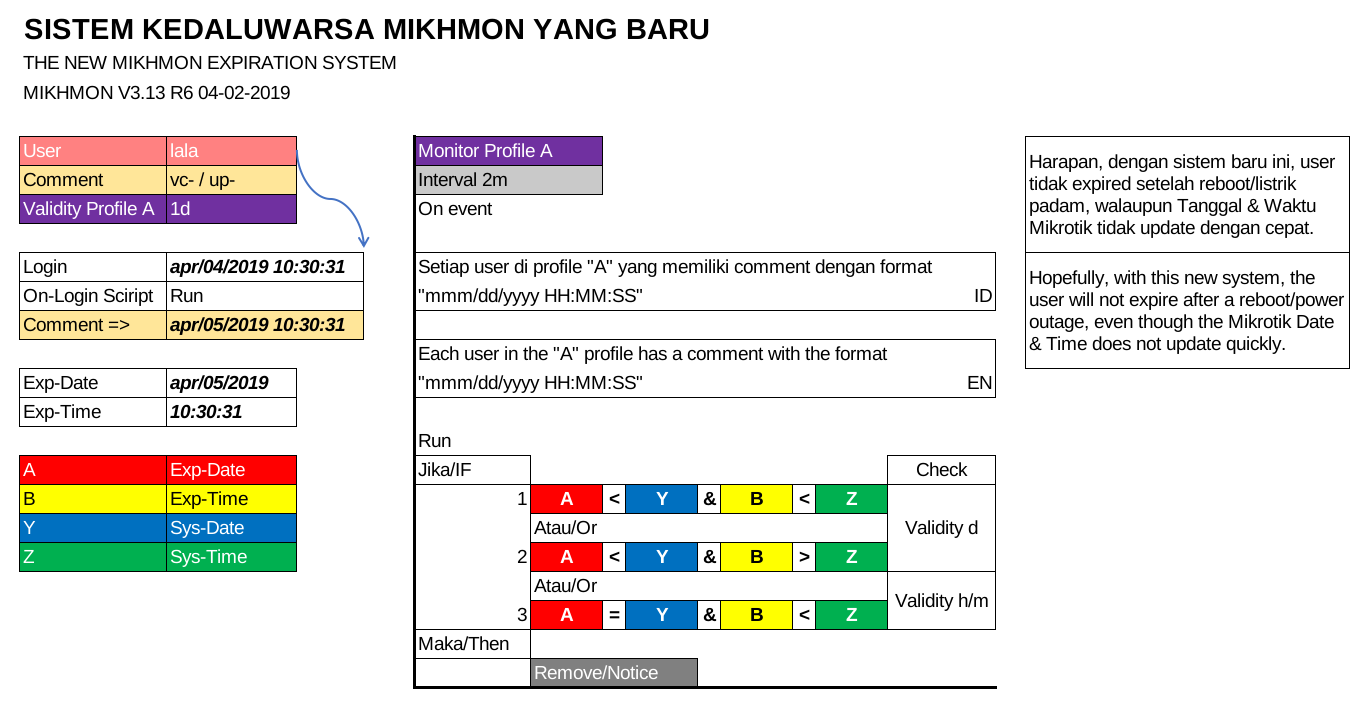 SISTEM KEDALUWARSA MIKHMON YANG BARU
THE NEW MIKHMON EXPIRATION SYSTEM
MIKHMON V3.13 R6 04-02-2019
User lala
Comment vc- / up-
Validity Profile A 1d
Login apr/04/2019 10:30:31
On-Login Sciript Run
Comment => apr/05/2019 10:30:31
Exp-Date apr/05/2019
Exp-Time 10:30:31
A Exp-Date
B Exp-Time
Y Sys-Date
Z Sys-Time
Monitor Profile A
Interval 2m
On event
Setiap user di profile "A" yang memiliki comment dengan format
"mmm/dd/yyyy HH:MM:SS" ID
Each user in the "A" profile has a comment with the format
"mmm/dd/yyyy HH:MM:SS" EN
Run
Jika/IF Check
1 A < Y & B < Z
Atau/Or Validity d
2 A < Y & B > Z
Atau/Or Validity h/m
3 A = Y & B < Z
Maka/Then
Remove/Notice
Harapan, dengan sistem baru ini, user
tidak expired setelah reboot/listrik
padam, walaupun Tanggal & Waktu
Mikrotik tidak update dengan cepat.
Hopefully, with this new system, the
user will not expire after a reboot/power
outage, even though the Mikrotik Date
& Time does not update quickly.